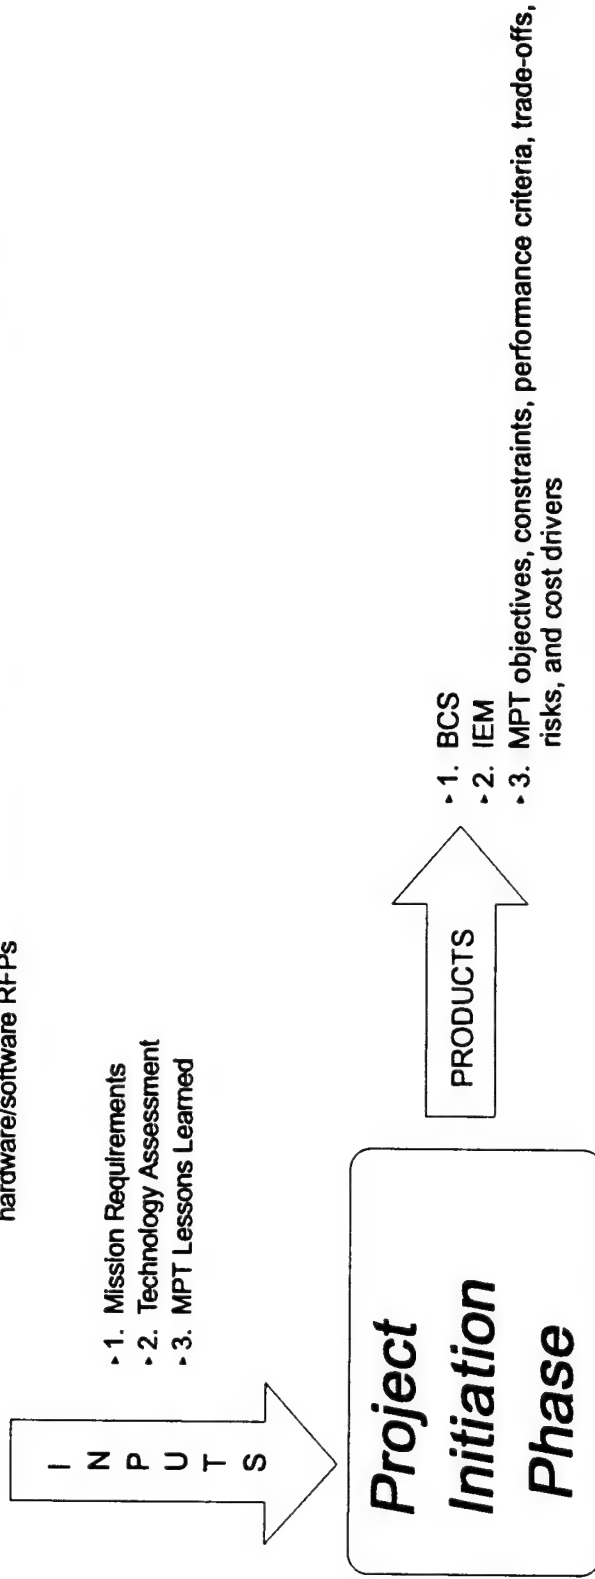 hardware/software RFPs
INPUTS
1. Mission Requirements
2. Technology Assessment
3. MPT Lessons Learned
Project
Initiation
Phase
PRODUCTS
1. BCS
2. IEM
3. MPT objectives, constraints, performance criteria, trade-offs,
risks, and cost drivers